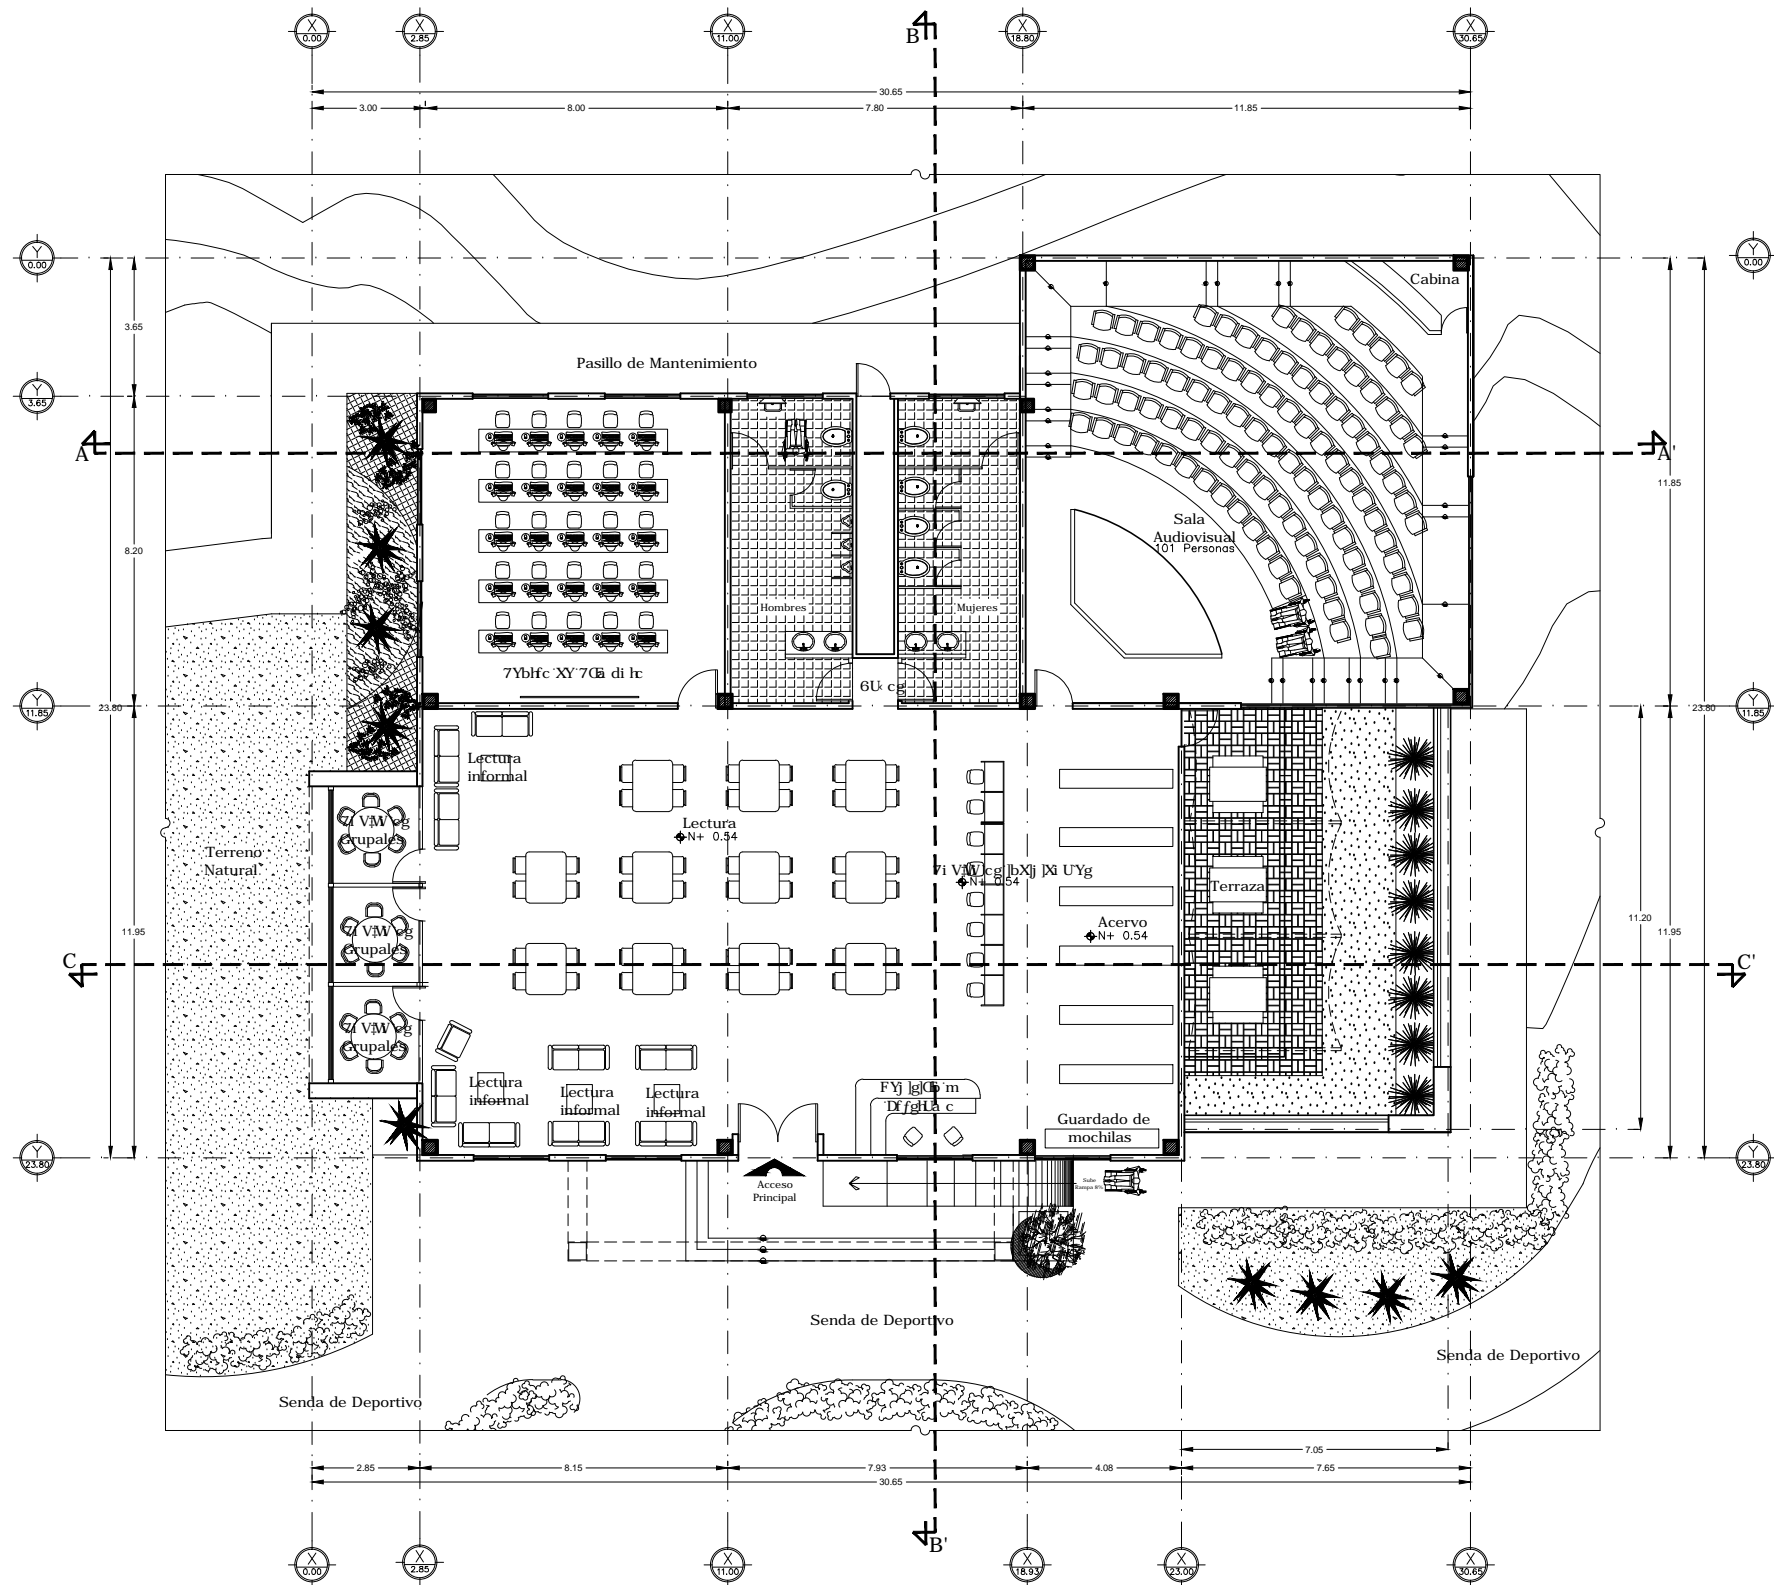 X 0.00
X 2.85
X 11.00
B
X 18.80
X 30.65
30.65
3.00
8.00
7.80
11.85
Y 0.00
Y 0.00
Cabina
3.65
Pasillo de Mantenimiento
Y 3.65
A
A'
11.85
Sala
Audiovisual
101 Personas
8.20
Hombres
Mujeres
Y 11.85
23.80
23.80
Y 11.85
Lectura
informal
Lectura
N+ 0.54
Grupales
Terreno
Natural
N+ 0.54
Terraza
Acervo
N+ 0.54
11.20
11.95
11.95
Grupales
C
C'
Grupales
Lectura
informal
Lectura
informal
Lectura
informal
Guardado de
mochilas
Y 23.80
Y 23.80
Acceso
Principal
Sube
Rampa 8%
Senda de Deportivo
Senda de Deportivo
Senda de Deportivo
7.05
2.85
8.15
7.93
4.08
7.65
30.65
B'
X 0.00
X 2.85
X 11.00
X 18.93
X 23.00
X 30.65